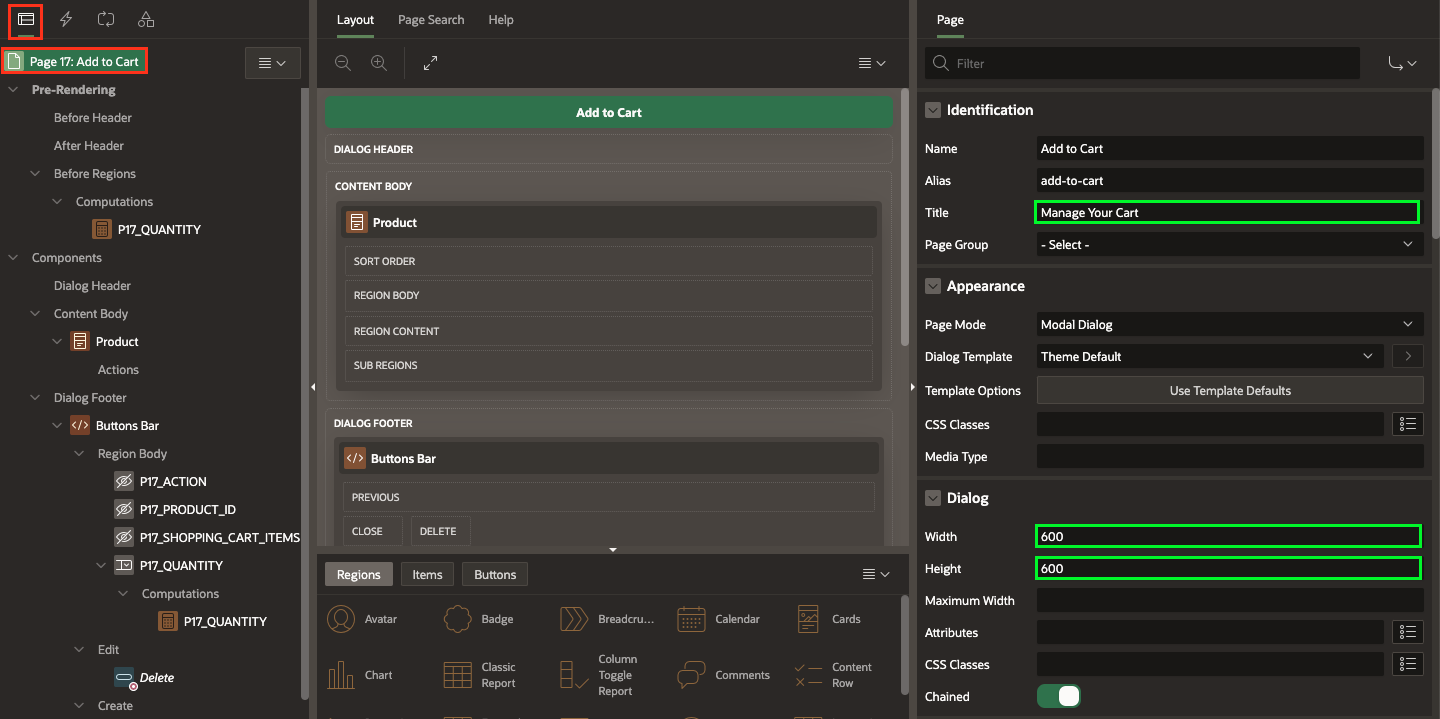 Page 17: Add to Cart
Pre-Rendering
Before Header
After Header
Before Regions
Computations
P17_QUANTITY
Components
Dialog Header
Content Body
Product
Actions
Dialog Footer
Buttons Bar
Region Body
P17_ACTION
P17_PRODUCT_ID
P17_SHOPPING_CART_ITEMS
P17_QUANTITY
Computations
P17_QUANTITY
Edit
Delete
Create
Layout Page Search Help
Add to Cart
DIALOG HEADER
CONTENT BODY
Product
SORT ORDER
REGION BODY
REGION CONTENT
SUB REGIONS
DIALOG FOOTER
Buttons Bar
PREVIOUS
CLOSE DELETE
Regions Items Buttons
Avatar Badge Breadcru... Calendar Cards
Chart Classic Report Column Toggle Report Comments Content Row
Page
Filter
Identification
Name Add to Cart
Alias add-to-cart
Title Manage Your Cart
Page Group - Select -
Appearance
Page Mode Modal Dialog
Dialog Template Theme Default
Template Options Use Template Defaults
CSS Classes
Media Type
Dialog
Width 600
Height 600
Maximum Width
Attributes
CSS Classes
Chained